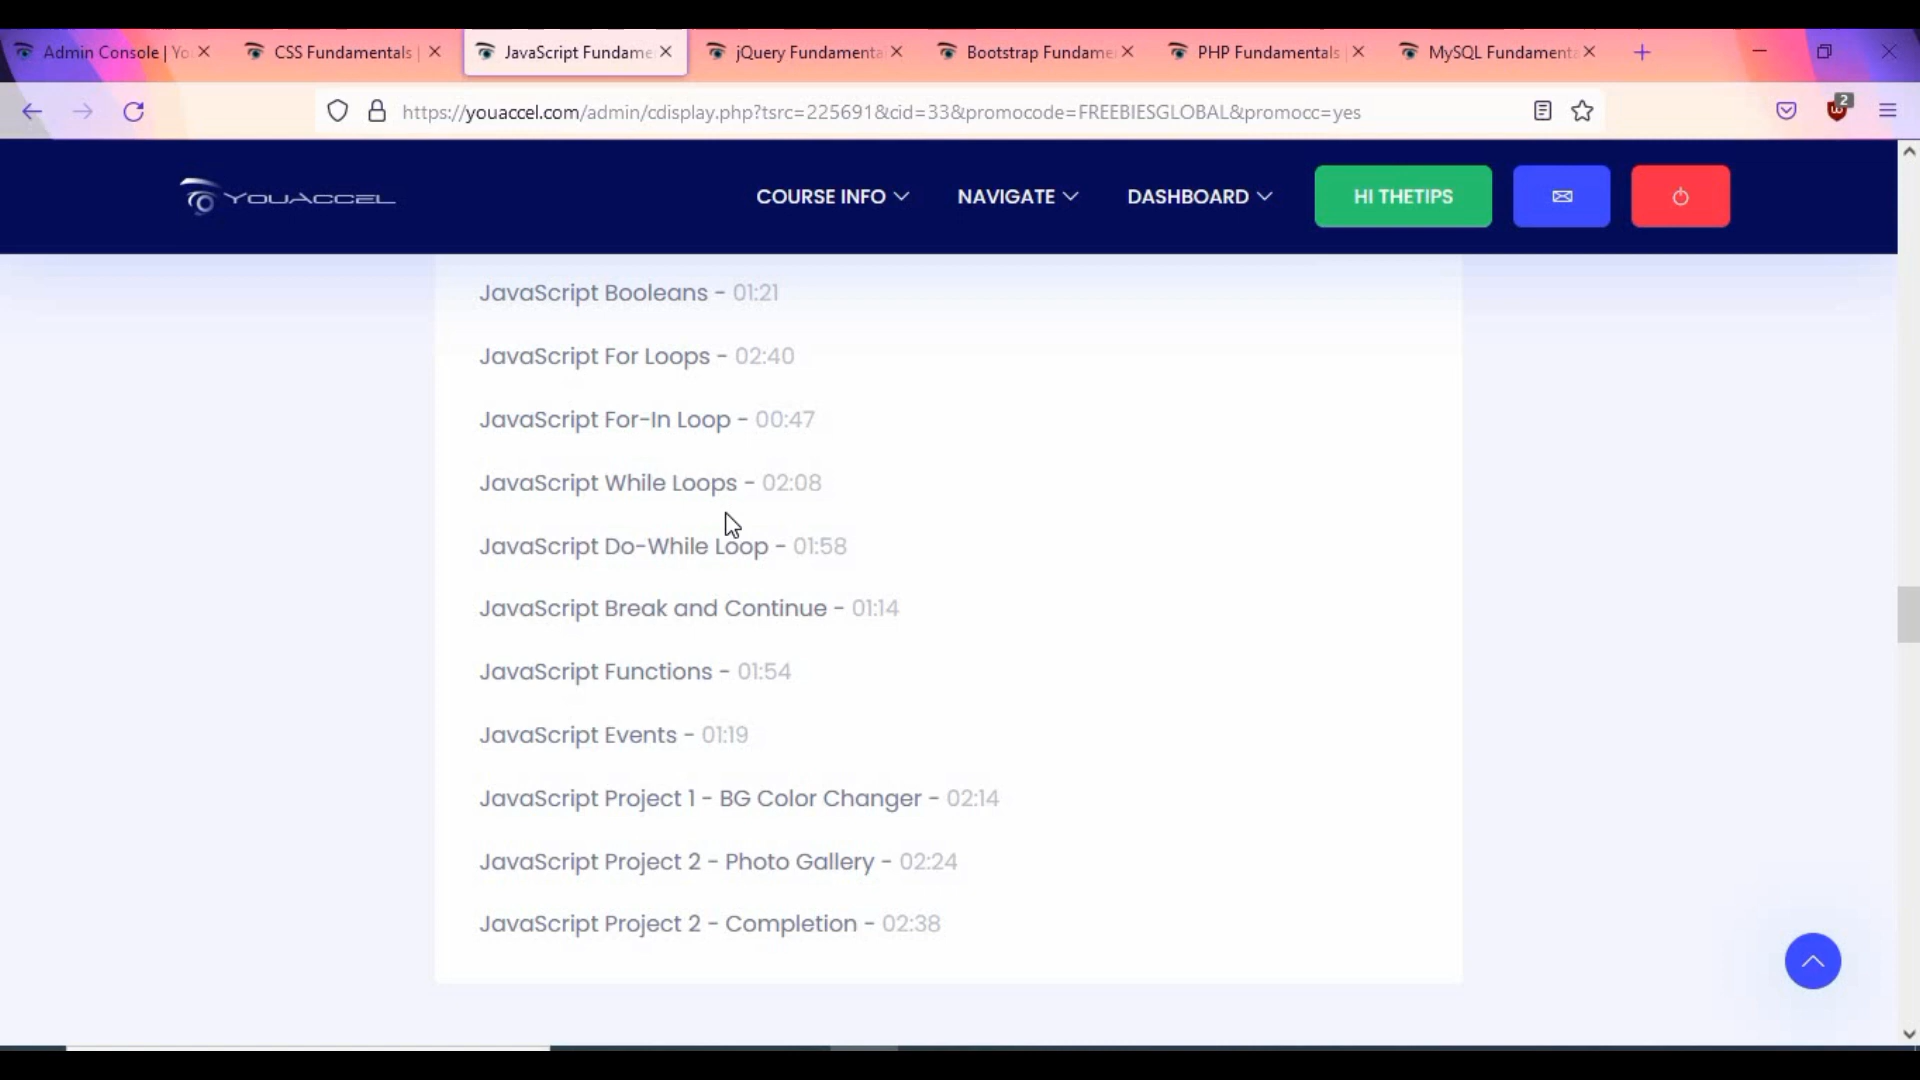 Admin Console | Yo
CSS Fundamentals |
JavaScript Fundame
jQuery Fundamenta
Bootstrap Fundame
PHP Fundamentals |
MySQL Fundament
https://youaccel.com/admin/cdisplay.php?tsrc=225691&cid=33&promocode=FREEBIESGLOBAL&promocc=yes
2
YOUACCEL
COURSE INFO
NAVIGATE
DASHBOARD
HI THETIPS
JavaScript Booleans - 01:21
JavaScript For Loops - 02:40
JavaScript For-In Loop - 00:47
JavaScript While Loops - 02:08
JavaScript Do-While Loop - 01:58
JavaScript Break and Continue - 01:14
JavaScript Functions - 01:54
JavaScript Events - 01:19
JavaScript Project 1 - BG Color Changer - 02:14
JavaScript Project 2 - Photo Gallery - 02:24
JavaScript Project 2 - Completion - 02:38